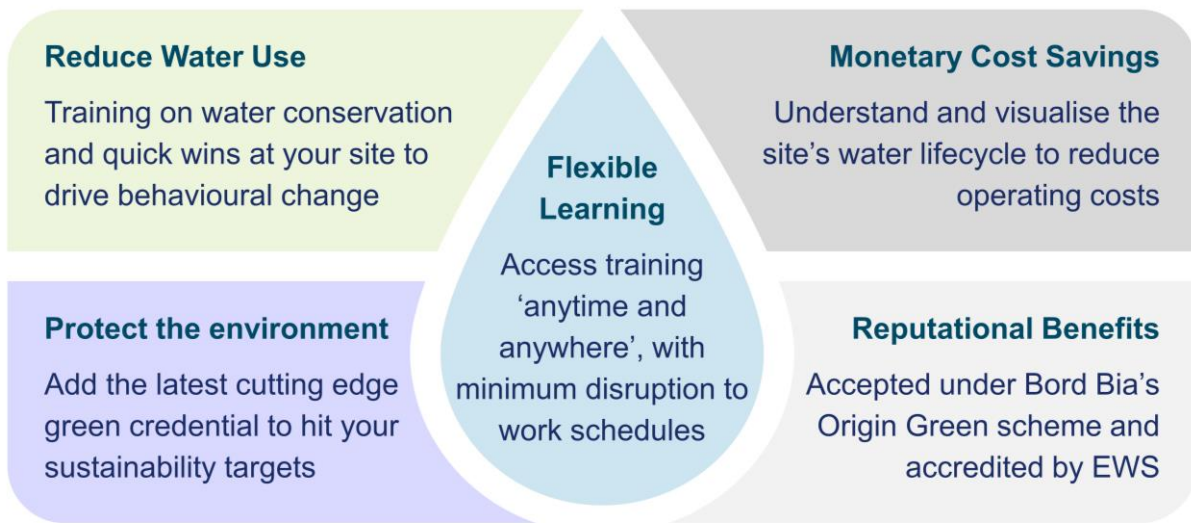 Reduce Water Use
Training on water conservation
and quick wins at your site to
drive behavioural change
Monetary Cost Savings
Understand and visualise the
site’s water lifecycle to reduce
operating costs
Flexible
Learning
Access training
‘anytime and
anywhere’, with
minimum disruption to
work schedules
Protect the environment
Add the latest cutting edge
green credential to hit your
sustainability targets
Reputational Benefits
Accepted under Bord Bia’s
Origin Green scheme and
accredited by EWS